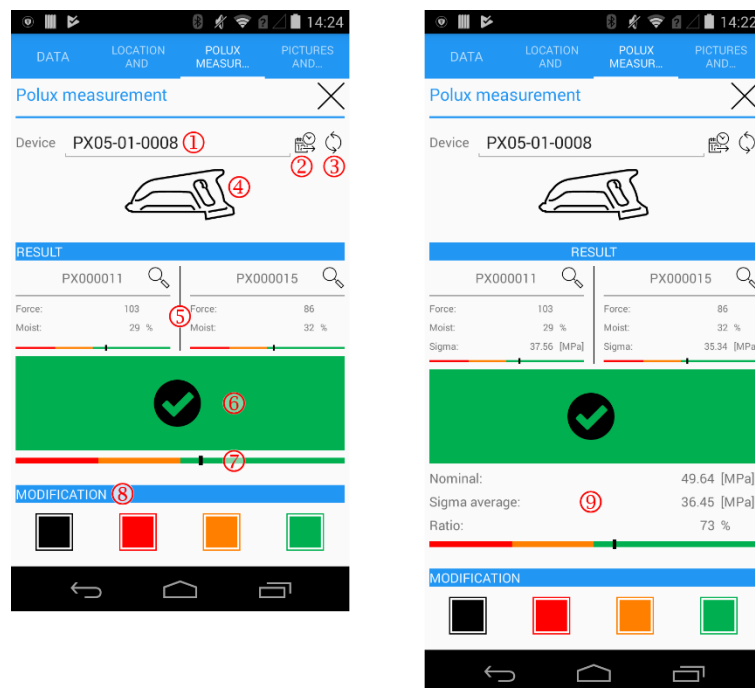 14:24
DATA LOCATION AND POLUX MEASUR... PICTURES AND...
Polux measurement
Device PX05-01-0008 ①
② ③
④
RESULT
PX000011 PX000015
Force: 103 ⑤ Force: 86
Moist: 29 % Moist: 32 %
⑥
⑦
MODIFICATION ⑧
14:22
DATA LOCATION AND POLUX MEASUR... PICTURES AND...
Polux measurement
Device PX05-01-0008
RESULT
PX000011 PX000015
Force: 103 Force: 86
Moist: 29 % Moist: 32 %
Sigma: 37.56 [MPa] Sigma: 35.34 [MPa
Nominal: 49.64 [MPa]
Sigma average: ⑨ 36.45 [MPa]
Ratio: 73 %
MODIFICATION